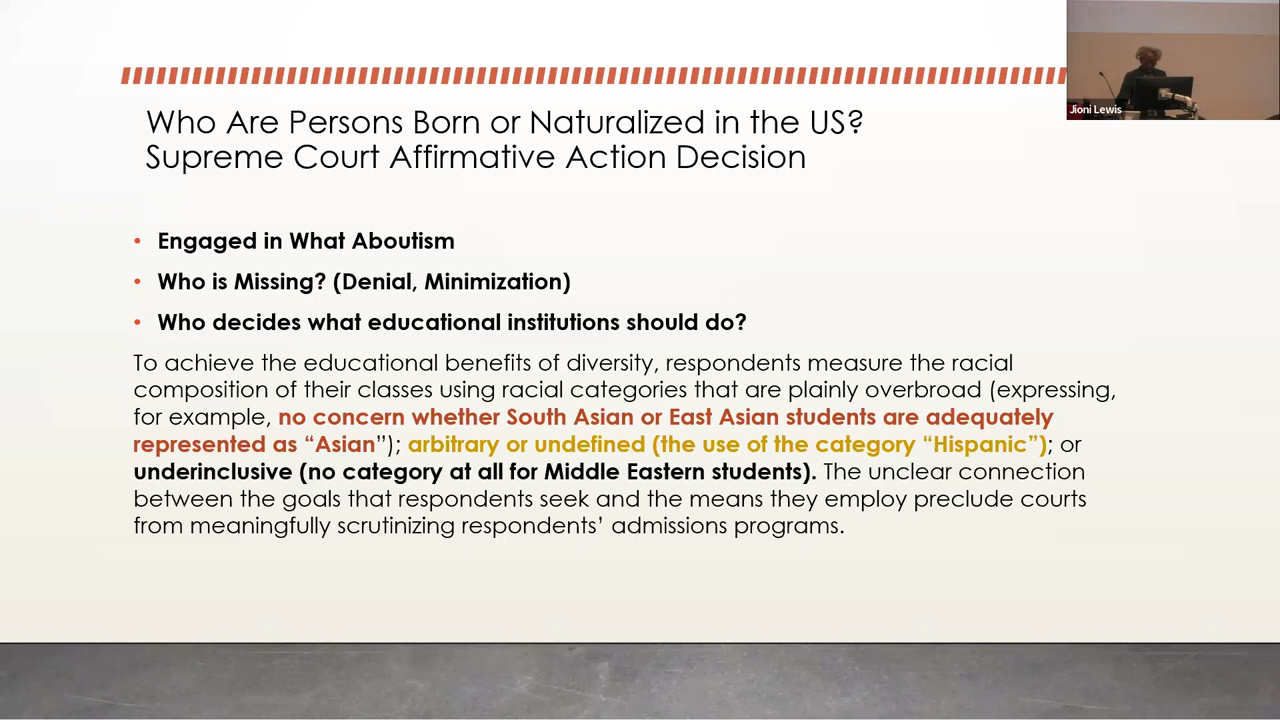 Jioni Lewis
Who Are Persons Born or Naturalized in the US?
Supreme Court Affirmative Action Decision
• Engaged in What Aboutism
• Who is Missing? (Denial, Minimization)
• Who decides what educational institutions should do?
To achieve the educational benefits of diversity, respondents measure the racial
composition of their classes using racial categories that are plainly overbroad (expressing,
for example, no concern whether South Asian or East Asian students are adequately
represented as “Asian”); arbitrary or undefined (the use of the category “Hispanic”); or
underinclusive (no category at all for Middle Eastern students). The unclear connection
between the goals that respondents seek and the means they employ preclude courts
from meaningfully scrutinizing respondents’ admissions programs.